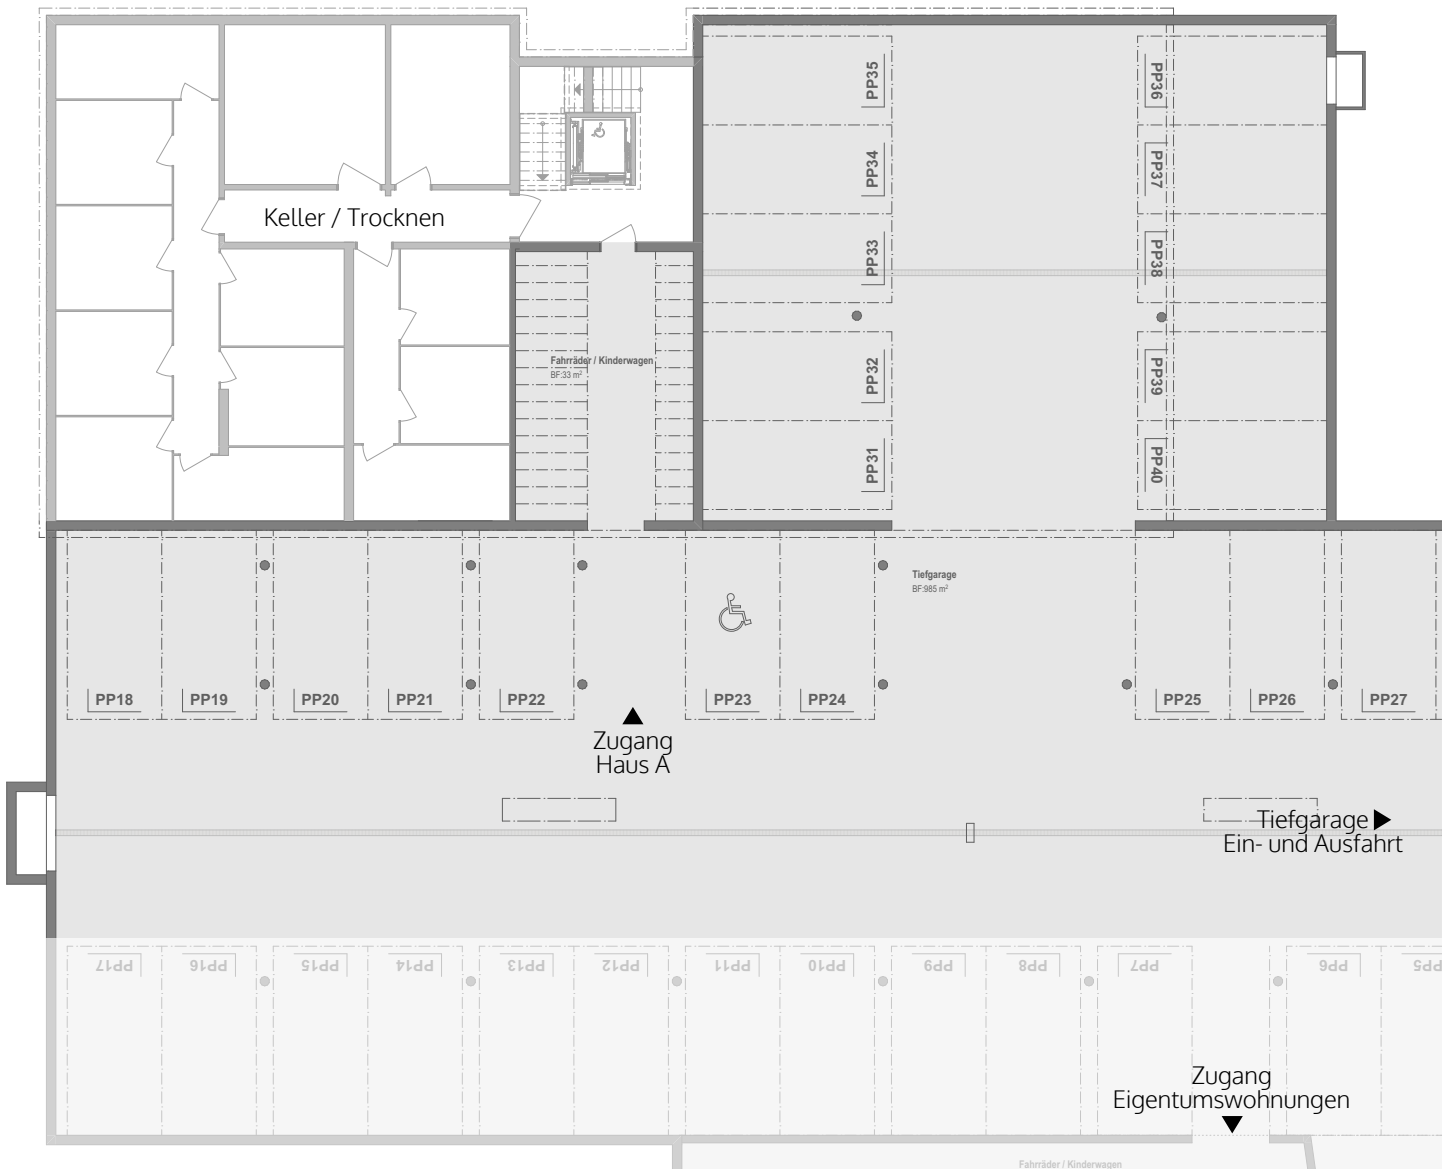 PP35
PP36
PP34
PP37
Keller / Trocknen
PP33
PP38
Fahrräder / Kinderwagen
BF:33 m²
PP32
PP39
PP31
PP40
Tiefgarage
BF:985 m²
PP18
PP19
PP20
PP21
PP22
PP23
PP24
PP25
PP26
PP27
Zugang
Haus A
Tiefgarage
Ein- und Ausfahrt
PP17
PP16
PP15
PP14
PP13
PP12
PP11
PP10
PP9
PP8
PP7
PP6
PP5
Zugang
Eigentumswohnungen
Fahrräder / Kinderwagen